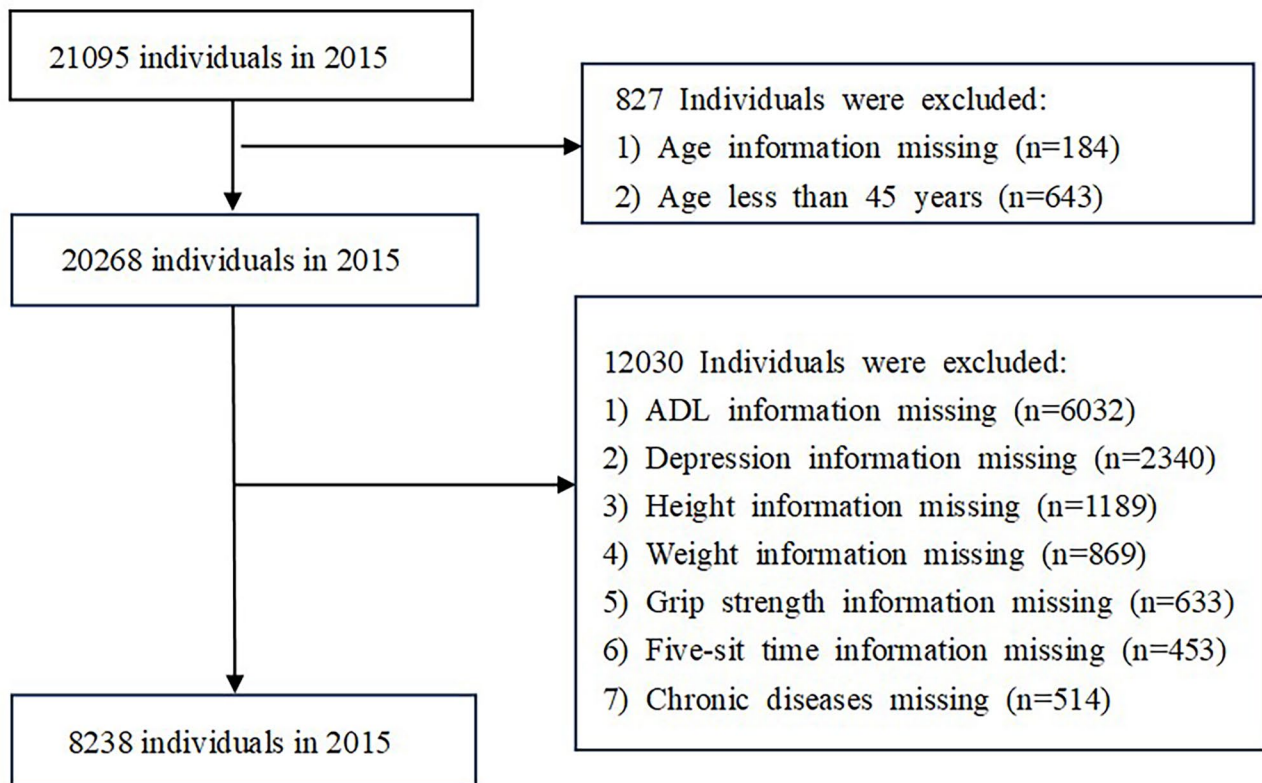 21095 individuals in 2015
827 Individuals were excluded:
1) Age information missing (n=184)
2) Age less than 45 years (n=643)
20268 individuals in 2015
12030 Individuals were excluded:
1) ADL information missing (n=6032)
2) Depression information missing (n=2340)
3) Height information missing (n=1189)
4) Weight information missing (n=869)
5) Grip strength information missing (n=633)
6) Five-sit time information missing (n=453)
7) Chronic diseases missing (n=514)
8238 individuals in 2015